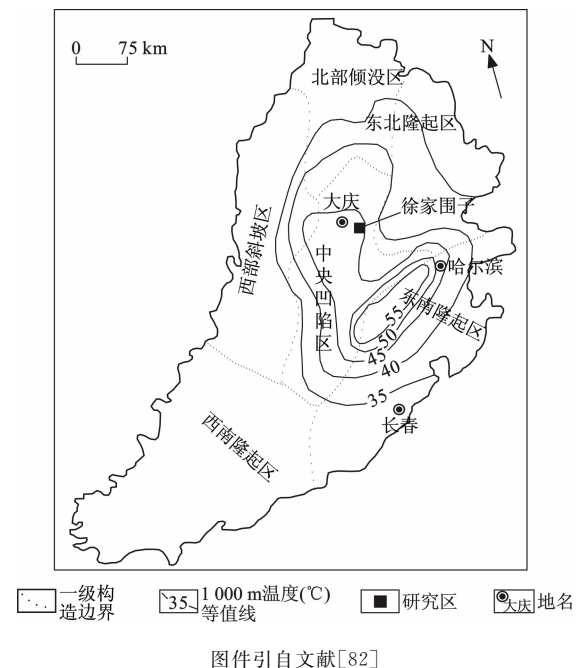 0 75 km
N
北部倾没区
东北隆起区
大庆
徐家围子
西部斜坡区
中央凹陷区
哈尔滨
东南隆起区
55
50
45
40
35
长春
西南隆起区
一级构
造边界
35
1 000 m温度(℃)
等值线
研究区
大庆
地名
图件引自文献[82]